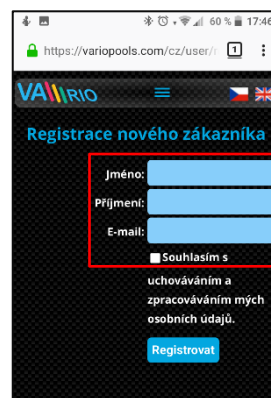 60 % 17:46
https://variopools.com/cz/user/r 1
VARIO
Registrace nového zákazníka
Jméno:
Příjmení:
E-mail:
Souhlasím s
uchováváním a
zpracováváním mých
osobních údajů.
Registrovat